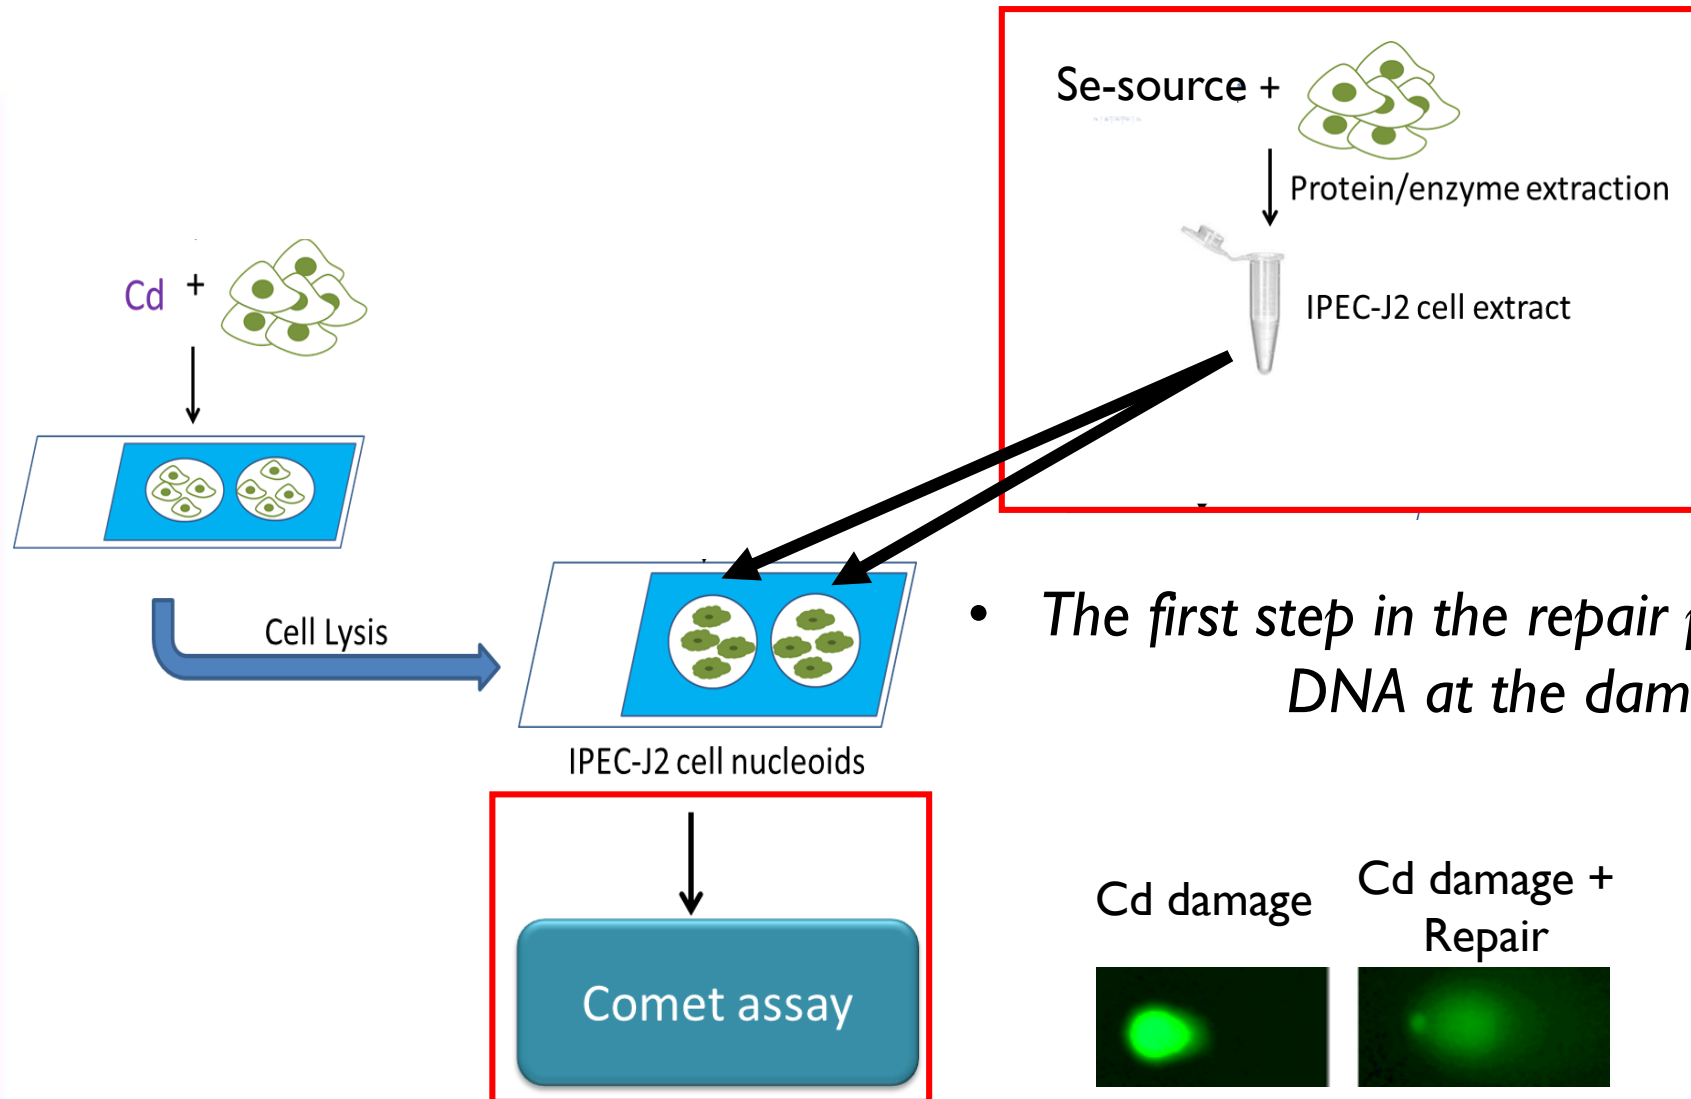 Se-source +
Protein/enzyme extraction
IPEC-J2 cell extract
Cd +
Cell Lysis
IPEC-J2 cell nucleoids
Comet assay
• The first step in the repair
DNA at the dam
Cd damage
Cd damage +
Repair